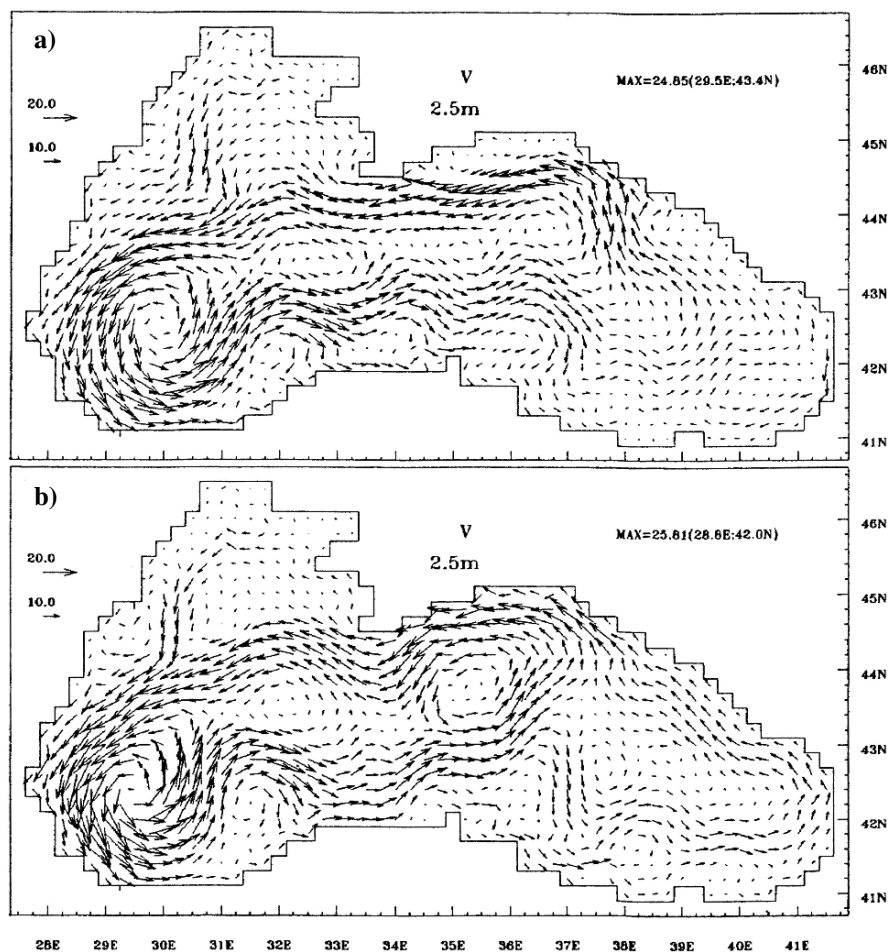 a)
V
MAX=24.85(29.5E;43.4N)
2.5m
20.0
10.0
46N
45N
44N
43N
42N
41N
b)
V
MAX=25.81(28.8E;42.0N)
2.5m
20.0
10.0
46N
45N
44N
43N
42N
41N
28E 29E 30E 31E 32E 33E 34E 35E 36E 37E 38E 39E 40E 41E